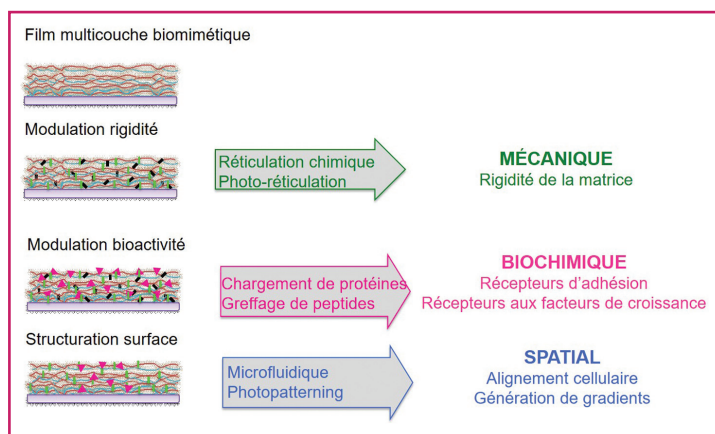 Film multicouche biomimétique
Modulation rigidité
Réticulation chimique
Photo-réticulation
MÉCANIQUE
Rigidité de la matrice
Modulation bioactivité
Chargement de protéines
Greffage de peptides
BIOCHIMIQUE
Récepteurs d’adhésion
Récepteurs aux facteurs de croissance
Structuration surface
Microfluidique
Photopatterning
SPATIAL
Alignement cellulaire
Génération de gradients